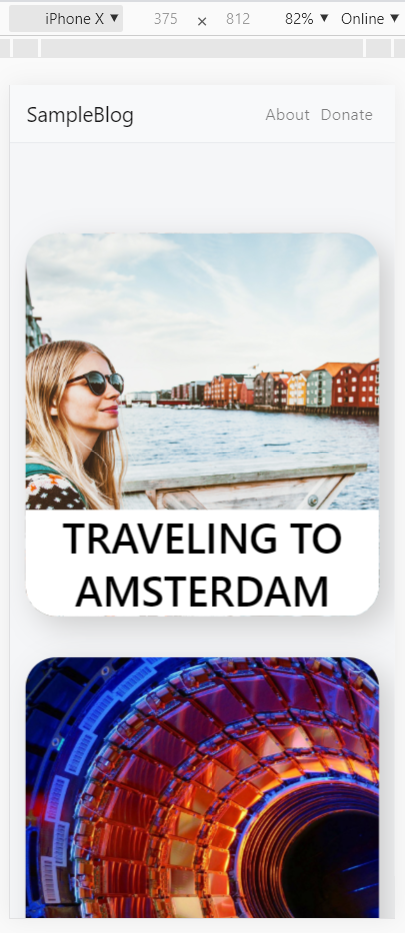 iPhone X ▼ 375 × 812 82% ▼ Online ▼
SampleBlog About Donate
TRAVELING TO
AMSTERDAM